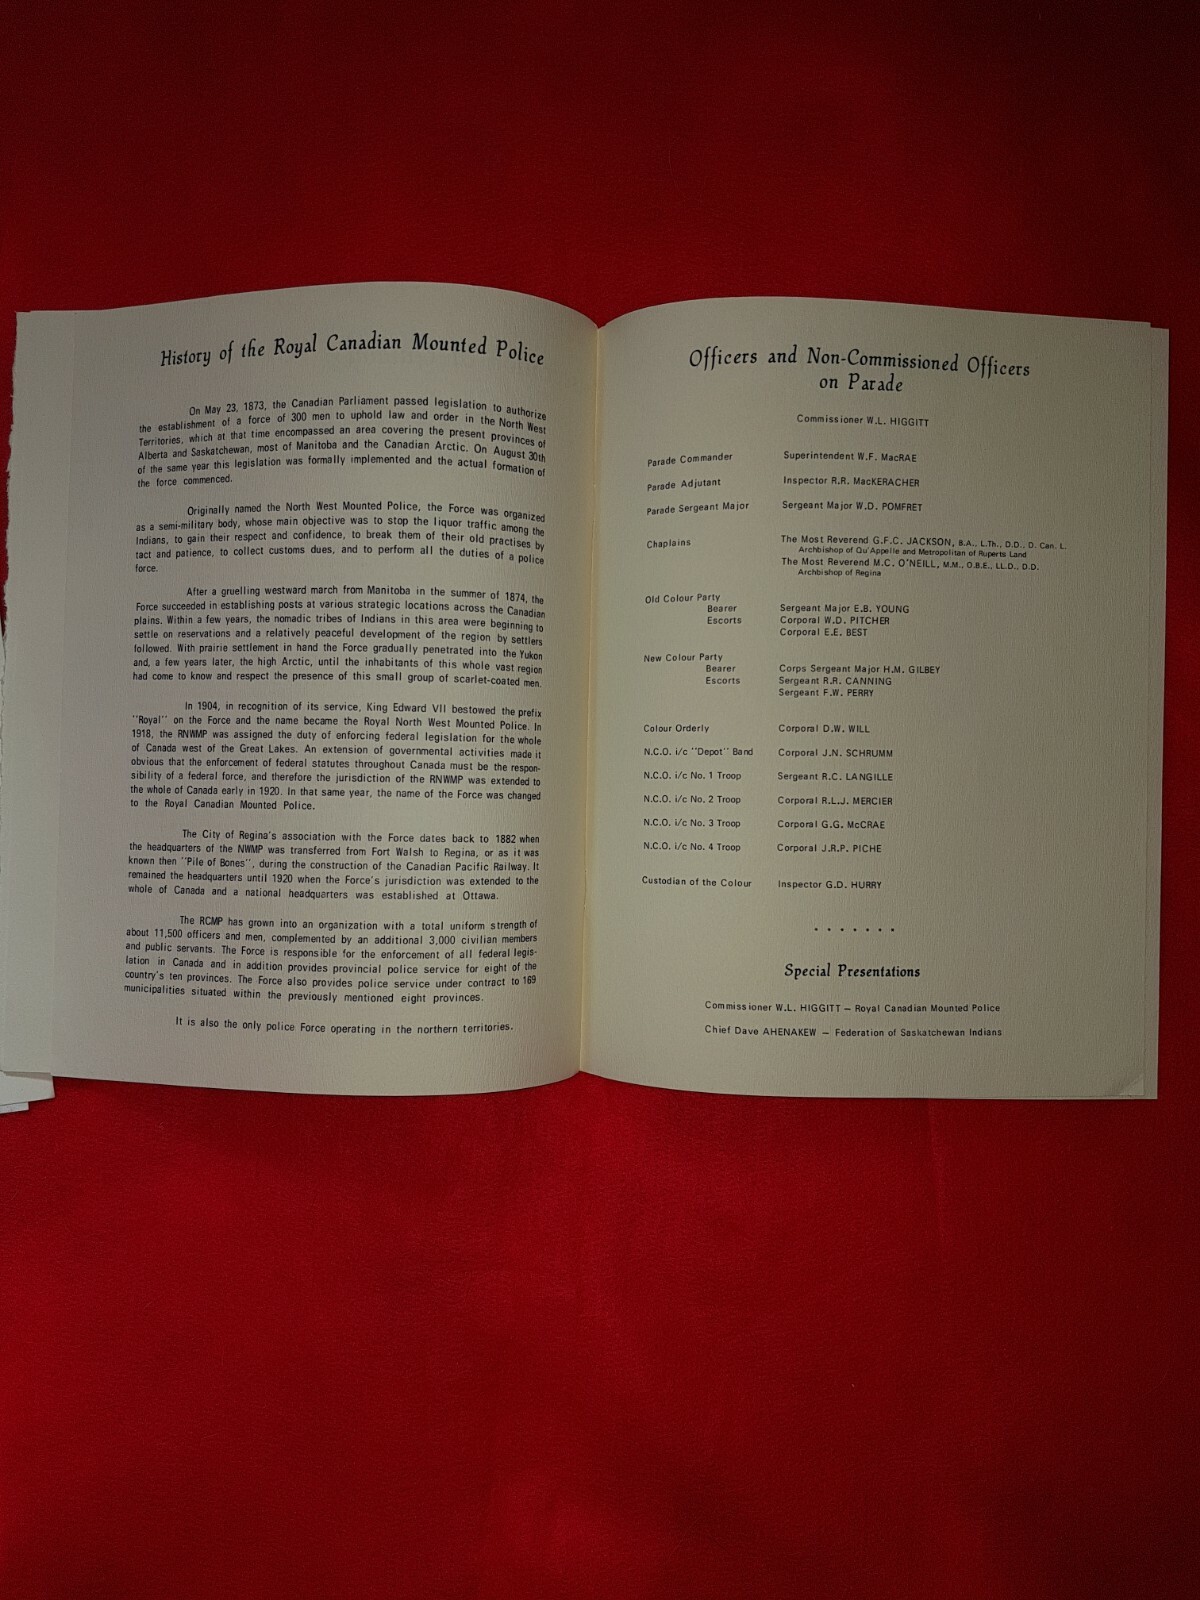 History of the Royal Canadian Mounted Police
On May 23, 1873, the Canadian Parliament passed legislation to authorize
the establishment of a force of 300 men to uphold law and order in the North West
Territories, which at that time encompassed an area covering the present provinces of
Alberta and Saskatchewan, most of Manitoba and the Canadian Arctic. On August 30th
of the same year this legislation was formally implemented and the actual formation of
the force commenced.
Originally named the North West Mounted Police, the Force was organized
as a semi-military body, whose main objective was to stop the liquor traffic among the
Indians, to gain their respect and confidence, to break them of their old practises by
tact and patience, to collect customs dues, and to perform all the duties of a police
force.
After a gruelling westward march from Manitoba in the summer of 1874, the
Force succeeded in establishing posts at various strategic locations across the Canadian
plains. Within a few years, the nomadic tribes of Indians in this area were beginning to
settle on reservations and a relatively peaceful development of the region by settlers
followed. With prairie settlement in hand the Force gradually penetrated into the Yukon
and, a few years later, the high Arctic, until the inhabitants of this whole vast region
had come to know and respect the presence of this small group of scarlet-coated men.
In 1904, in recognition of its service, King Edward VII bestowed the prefix
"Royal" on the Force and the name became the Royal North West Mounted Police. In
1918, the RNWMP was assigned the duty of enforcing federal legislation for the whole
of Canada west of the Great Lakes. An extension of governmental activities made it
obvious that the enforcement of federal statutes throughout Canada must be the respon-
sibility of a federal force, and therefore the jurisdiction of the RNWMP was extended to
the whole of Canada early in 1920. In that same year, the name of the Force was changed
to the Royal Canadian Mounted Police.
The City of Regina's association with the Force dates back to 1882 when
the headquarters of the NWMP was transferred from Fort Walsh to Regina, or as it was
known then "Pile of Bones", during the construction of the Canadian Pacific Railway. It
remained the headquarters until 1920 when the Force's jurisdiction was extended to the
whole of Canada and a national headquarters was established at Ottawa.
The RCMP has grown into an organization with a total uniform strength of
about 11,500 officers and men, complemented by an additional 3,000 civilian members
and public servants. The Force is responsible for the enforcement of all federal legis-
lation in Canada and in addition provides provincial police service for eight of the
country's ten provinces. The Force also provides police service under contract to 169
municipalities situated within the previously mentioned eight provinces.
It is also the only police Force operating in the northern territories.
Officers and Non-Commissioned Officers
on Parade
Commissioner W.L. HIGGITT
Parade Commander Superintendent W.F. MacRAE
Parade Adjutant Inspector R.R. MacKERACHER
Parade Sergeant Major Sergeant Major W.D. POMFRET
Chaplains The Most Reverend G.F.C. JACKSON, B.A., L.Th., D.D., D. Can. L.
Archbishop of Qu'Appelle and Metropolitan of Ruperts Land
The Most Reverend M.C. O'NEILL, M.M., O.B.E., LL.D., D.D.
Archbishop of Regina
Old Colour Party
Bearer Sergeant Major E.B. YOUNG
Escorts Corporal W.D. PITCHER
Corporal E.E. BEST
New Colour Party
Bearer Corps Sergeant Major H.M. GILBEY
Escorts Sergeant R.R. CANNING
Sergeant F.W. PERRY
Colour Orderly Corporal D.W. WILL
N.C.O. i/c "Depot" Band Corporal J.N. SCHRUMM
N.C.O. i/c No. 1 Troop Sergeant R.C. LANGILLE
N.C.O. i/c No. 2 Troop Corporal R.L.J. MERCIER
N.C.O. i/c No. 3 Troop Corporal G.G. McCRAE
N.C.O. i/c No. 4 Troop Corporal J.R.P. PICHE
Custodian of the Colour Inspector G.D. HURRY
. . . . . . .
Special Presentations
Commissioner W.L. HIGGITT — Royal Canadian Mounted Police
Chief Dave AHENAKEW — Federation of Saskatchewan Indians